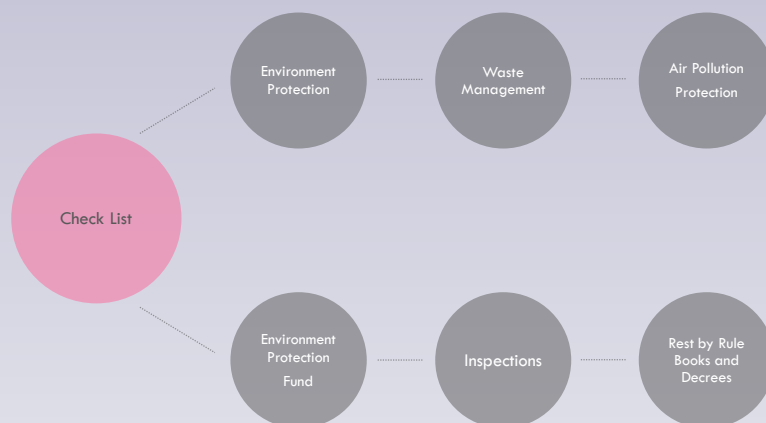 Environment
Protection
Waste
Management
Air Pollution
Protection
Check List
Environment
Protection
Fund
Inspections
Rest by Rule
Books and
Decrees